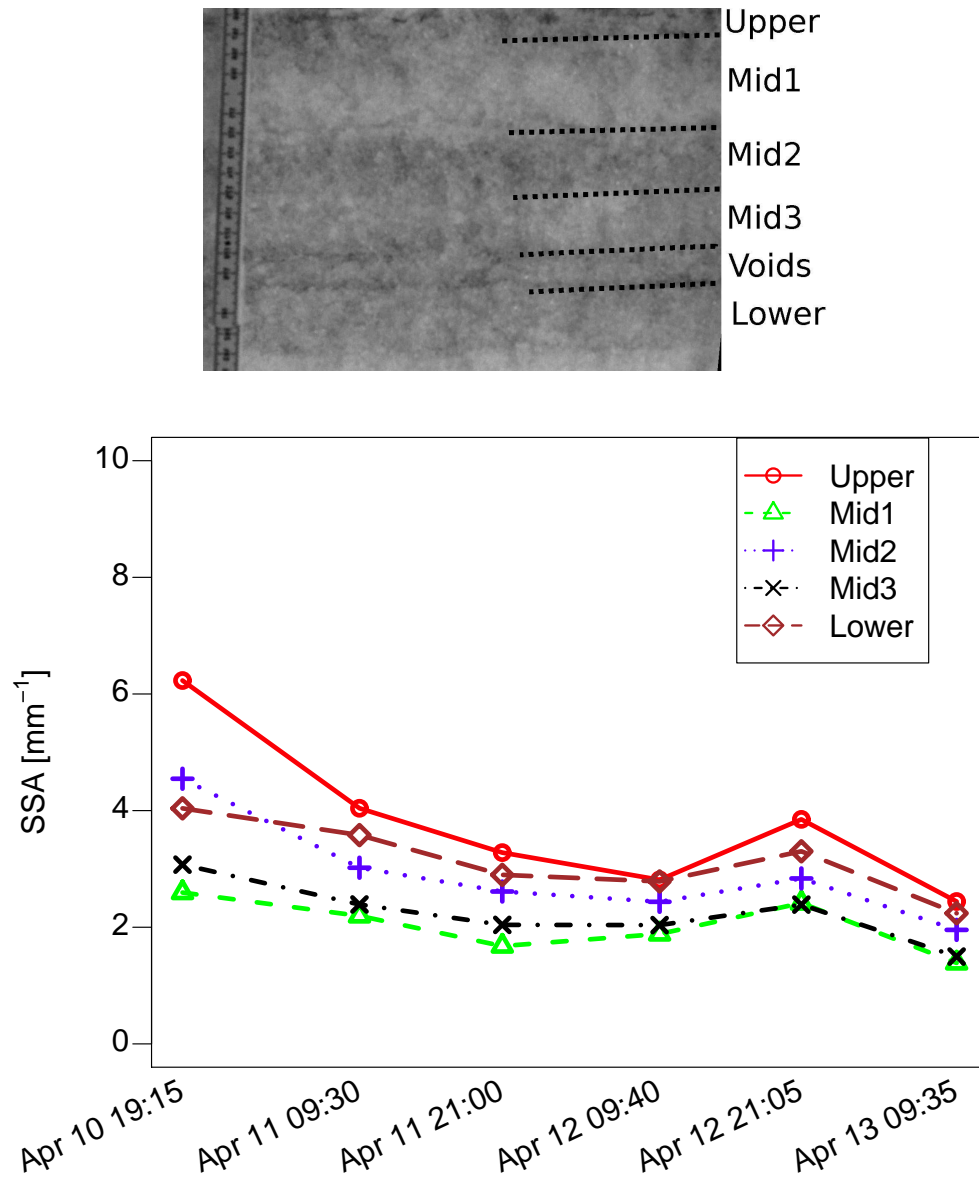 Upper
Mid1
Mid2
Mid3
Voids
Lower
10
8
6
4
2
0
SSA [mm⁻¹]
Upper
Mid1
Mid2
Mid3
Lower
Apr 10 19:15
Apr 11 09:30
Apr 11 21:00
Apr 12 09:40
Apr 12 21:05
Apr 13 09:35